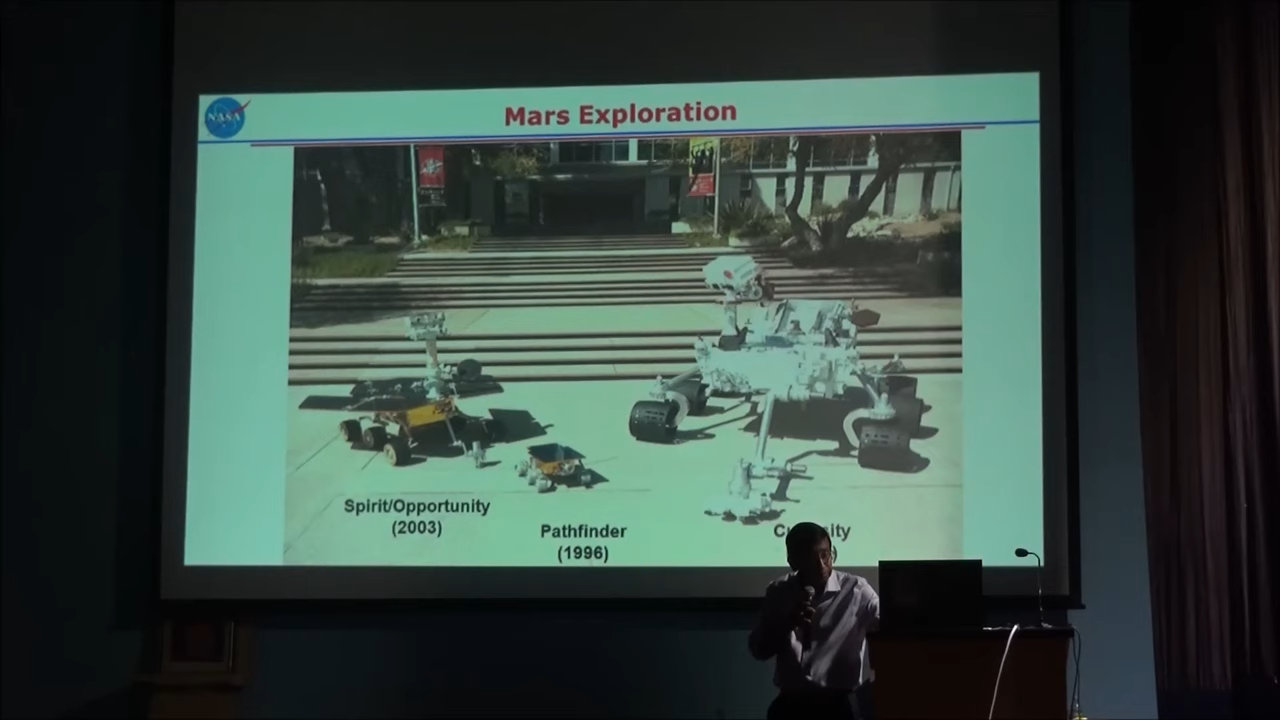 NASA
Mars Exploration
Spirit/Opportunity
(2003)
Pathfinder
(1996)